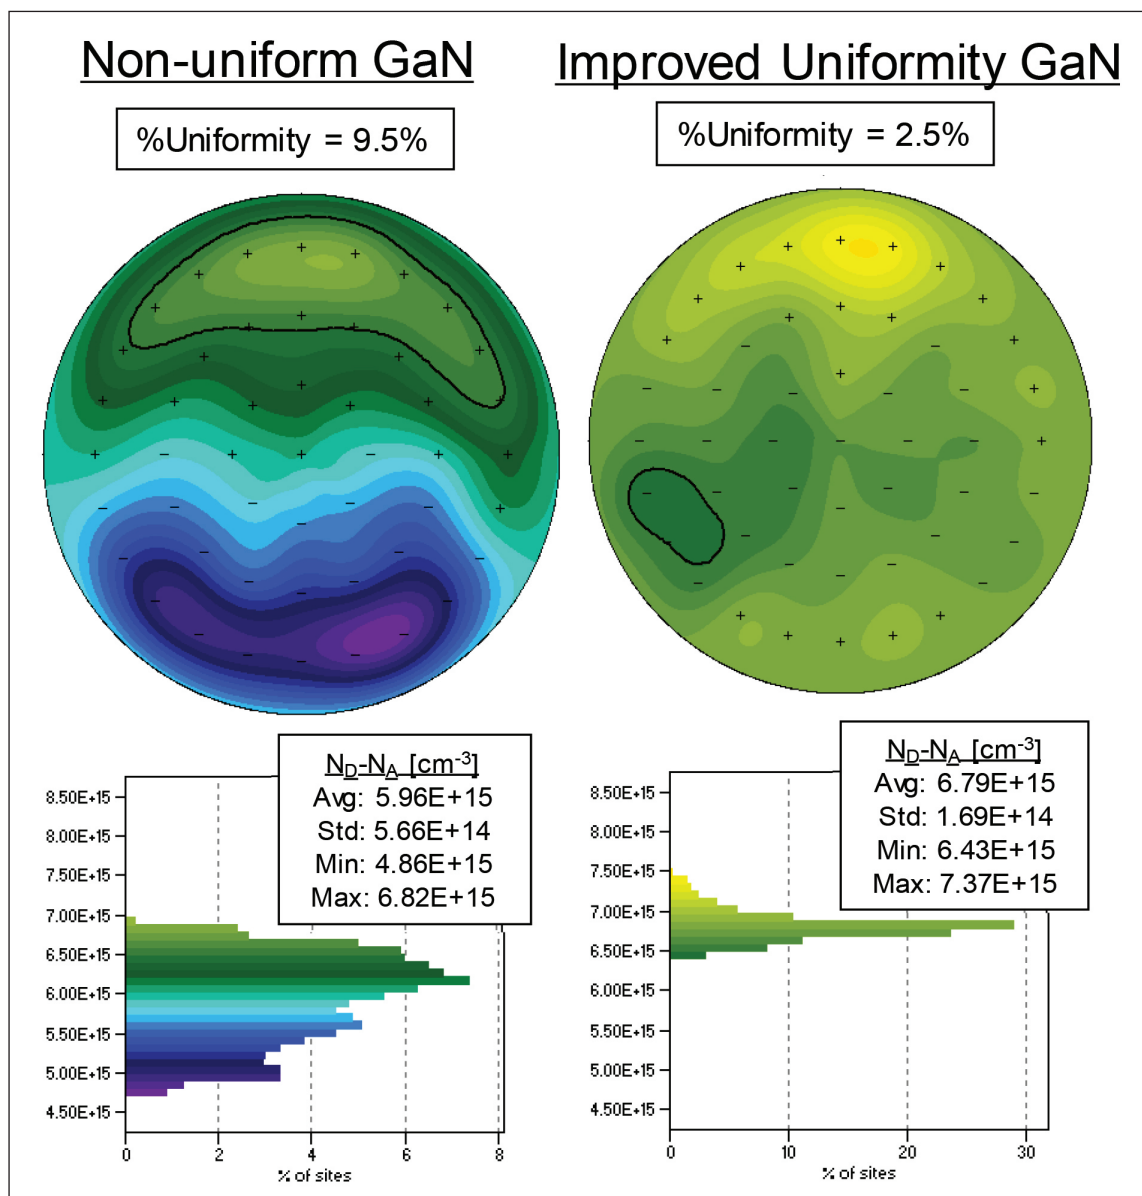 Non-uniform GaN
%Uniformity = 9.5%
Improved Uniformity GaN
%Uniformity = 2.5%
N_D-N_A [cm⁻³]
Avg: 5.96E+15
Std: 5.66E+14
Min: 4.86E+15
Max: 6.82E+15
8.50E+15
8.00E+15
7.50E+15
7.00E+15
6.50E+15
6.00E+15
5.50E+15
5.00E+15
4.50E+15
0 2 4 6 8
% of sites
N_D-N_A [cm⁻³]
Avg: 6.79E+15
Std: 1.69E+14
Min: 6.43E+15
Max: 7.37E+15
8.50E+15
8.00E+15
7.50E+15
7.00E+15
6.50E+15
6.00E+15
5.50E+15
5.00E+15
4.50E+15
0 10 20 30
% of sites